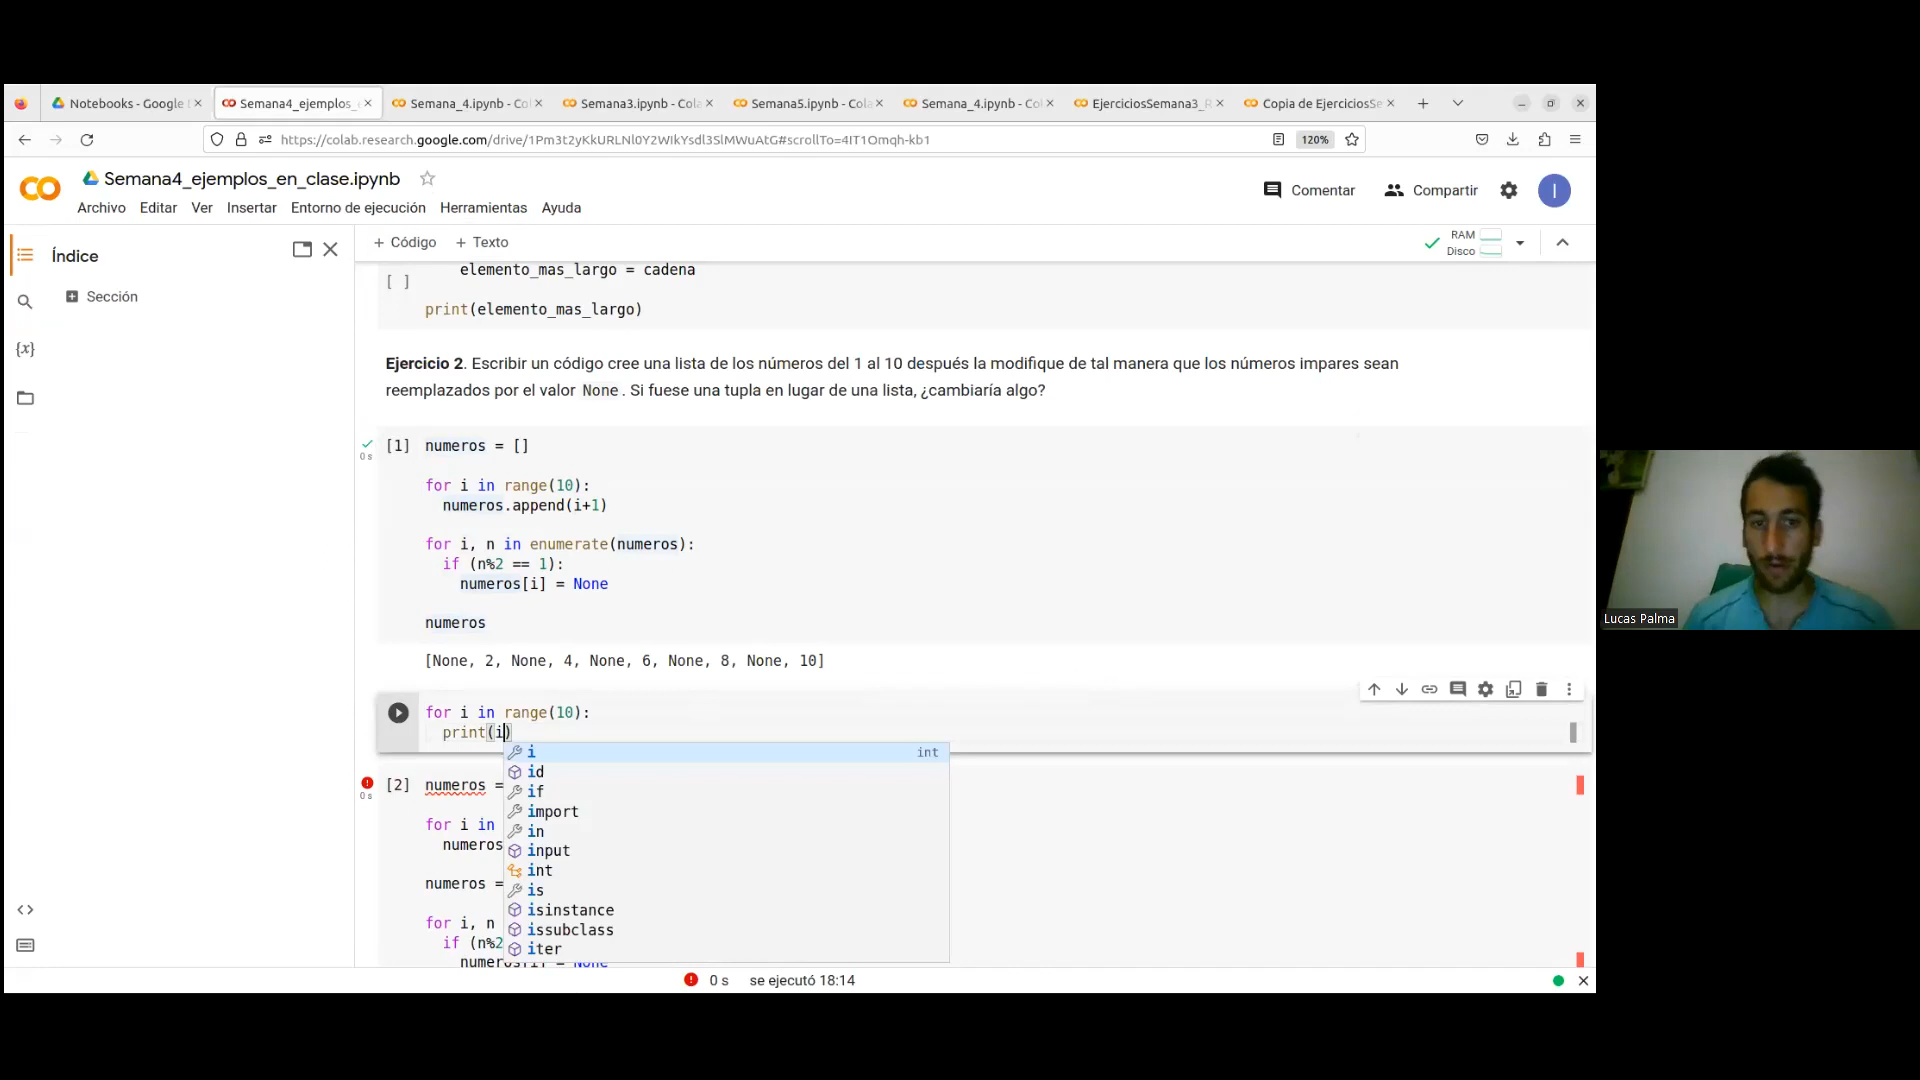 Notebooks - Google
Semana4_ejemplos_
Semana_4.ipynb - Co
Semana3.ipynb - Cola
Semana5.ipynb - Cola
Semana_4.ipynb - Co
EjerciciosSemana3_R
Copia de EjerciciosSe
https://colab.research.google.com/drive/1Pm3t2yKkURLNl0Y2WIkYsdl3SlMWuAtG#scrollTo=4IT1Omqh-kb1
120%
Semana4_ejemplos_en_clase.ipynb
Comentar
Compartir
I
Archivo Editar Ver Insertar Entorno de ejecución Herramientas Ayuda
Índice
+ Código + Texto
RAM
Disco
Sección
{x}
elemento_mas_largo = cadena
[ ]
print(elemento_mas_largo)
Ejercicio 2. Escribir un código cree una lista de los números del 1 al 10 después la modifique de tal manera que los números impares sean
reemplazados por el valor None. Si fuese una tupla en lugar de una lista, ¿cambiaría algo?
0 s
[1] numeros = []
for i in range(10):
numeros.append(i+1)
for i, n in enumerate(numeros):
if (n%2 == 1):
numeros[i] = None
numeros
[None, 2, None, 4, None, 6, None, 8, None, 10]
for i in range(10):
print(i)
i int
id
if
import
in
input
int
is
isinstance
issubclass
iter
0 s
[2] numeros =
for i in
numeros
numeros =
for i, n
if (n%2
numeros[i] = None
0 s se ejecutó 18:14
Lucas Palma